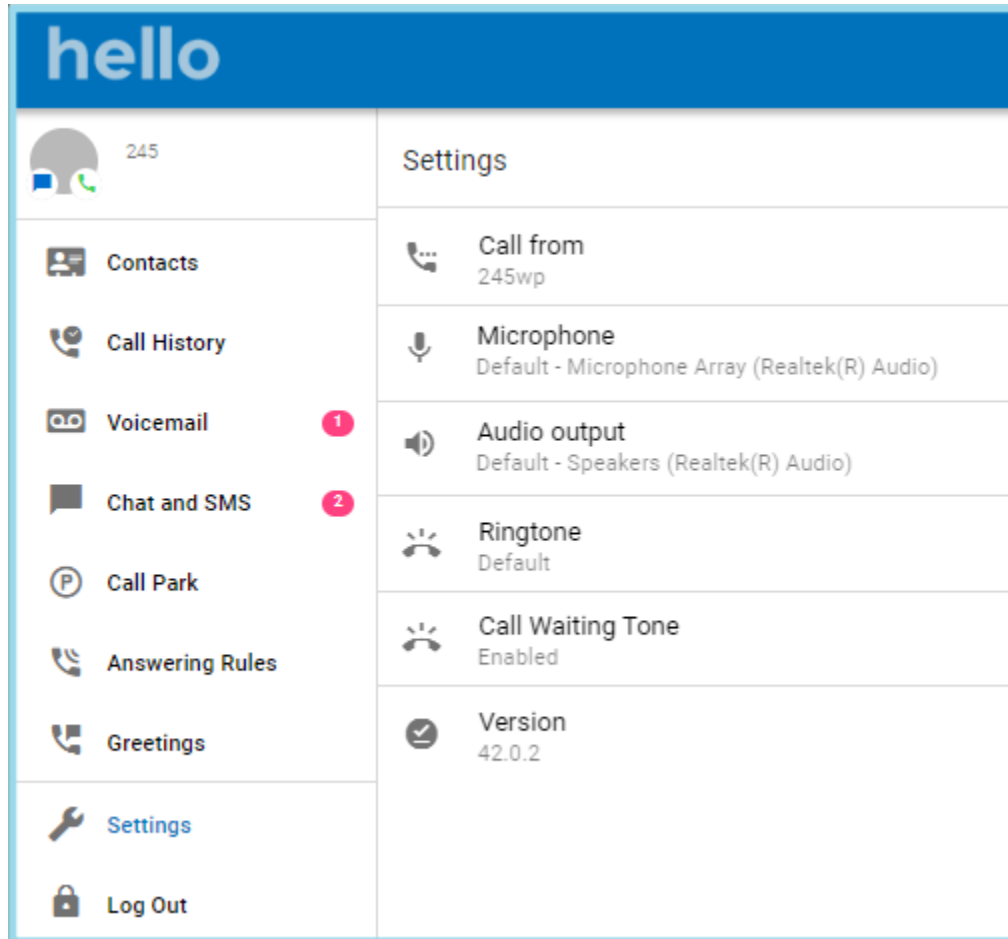 hello
245
Contacts
Call History
Voicemail 1
Chat and SMS 2
P Call Park
Answering Rules
Greetings
Settings
Log Out
Settings
Call from
245wp
Microphone
Default - Microphone Array (Realtek(R) Audio)
Audio output
Default - Speakers (Realtek(R) Audio)
Ringtone
Default
Call Waiting Tone
Enabled
Version
42.0.2